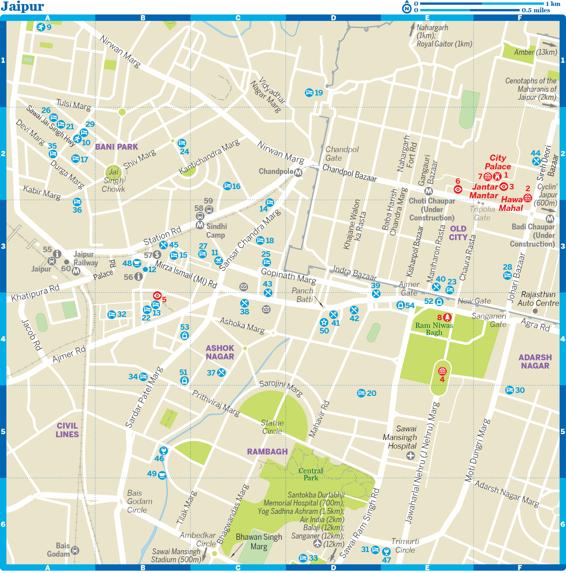 Jaipur
0 1 km
0 0.5 miles
A B C D E F
9
Nirwan Marg
Nahargarh
(1km);
Royal Gaitor (1km)
Amber (13km)
1
Vidyadhar
Nagar Marg
19
Cenotaphs of the
Maharanis of
Jaipur (2km)
Tulsi Marg
26
Sawai Jai Singh Hwy
21
29
Devi Marg
10
35
17
BANI PARK
Shiv Marg
Durga Marg
Jai
Singh
Chowk
24
Kantichandra Marg
Nirwan Marg
Chandpol
Gate
Chandpole
Chandpol Bazaar
Nahargarh
Fort Rd
Gangauri
Bazaar
City
Palace
7
1
6
3
Jantar
Mantar
2
Hawa
Mahal
44
Sireh Deori
Bazaar
2
Cyclin'
Jaipur
(600m)
Kabir Marg
36
16
14
58
59
Sindhi
Camp
Khajane Walon
ka Rasta
Baba Harish
Chandra Marg
Choti Chaupar
(Under
Construction)
Tripolia
Gate
Badi Chaupar
(Under
Construction)
Station Rd
45
18
Sansar Chandra Marg
OLD
CITY
Kishanpol Bazaar
Maniharon Rasta
Chaura Rasta
3
55
Jaipur
Jaipur
Railway
60
Palace Rd
48
57
15
12
56
27
11
Mirza Ismail (MI) Rd
25
Gopinath Marg
Indra Bazaar
Ajmer
Gate
40
23
28
Johari Bazaar
Khatipura Rd
5
43
Panch
Batti
39
54
52
New Gate
Rajasthan
Auto Centre
32
22
13
38
41
42
50
8
Ram Niwas
Bagh
Sanganeri
Gate
Agra Rd
Jacob Rd
53
Ashoka Marg
4
Ajmer Rd
ASHOK
NAGAR
ADARSH
NAGAR
34
51
37
4
Sardar Patel Marg
Prithviraj Marg
Sarojini Marg
20
30
Statue
Circle
Mahavir Rd
CIVIL
LINES
Sawai
Mansingh
Hospital
5
RAMBAGH
46
49
Central
Park
Jawaharlal Nehru (J Nehru) Marg
Moti Dungri Marg
Adarsh Nagar Marg
Bais
Godam
Circle
Tilak Marg
Bhagwandas Marg
Santokba Durlabhji
Memorial Hospital (700m);
Yog Sadhna Ashram (1.5km);
Air India (2km)
Balaji (12km);
Sanganer (12km)
Sawai Ram Singh Rd
6
Ambedkar
Circle
Bhawan Singh
Marg
Trimurti
Circle
31
47
Bais
Godam
Sawai Mansingh
Stadium (500m)
33
A B C D E F